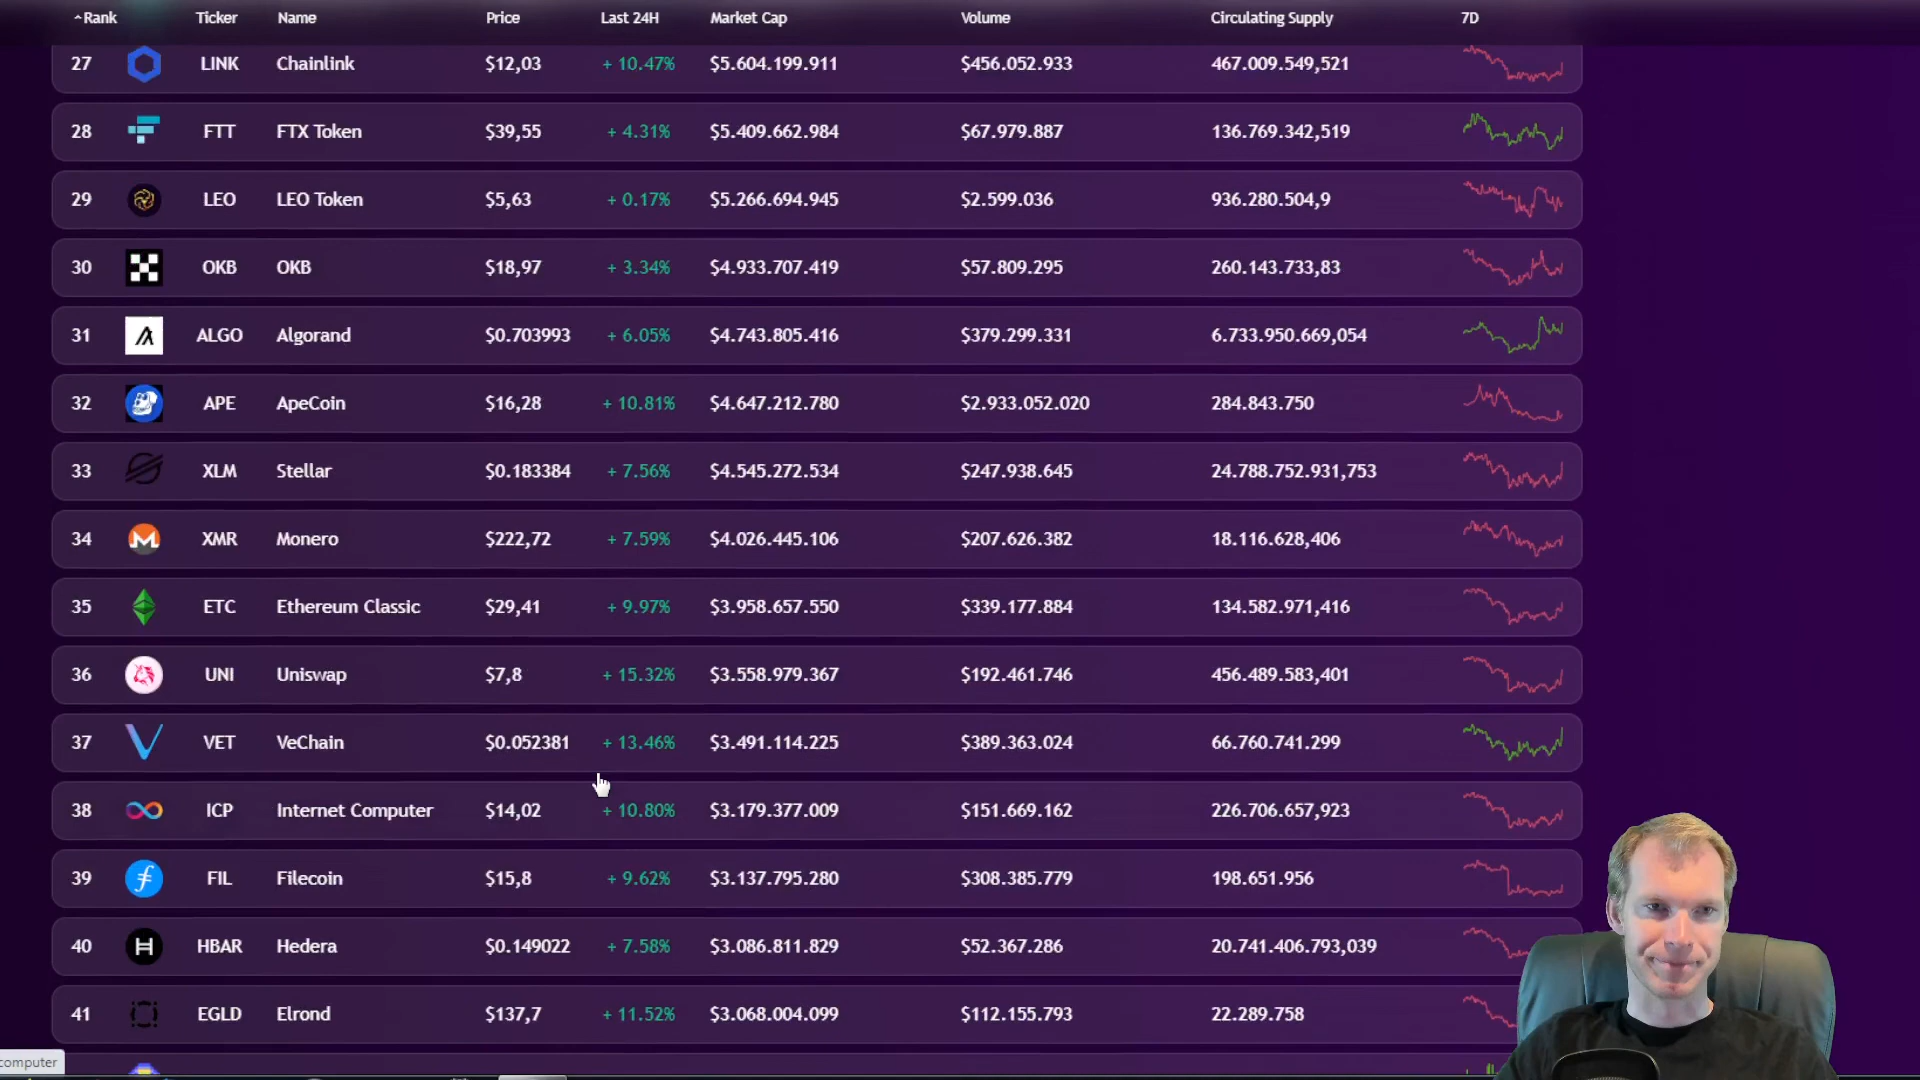 Rank Ticker Name Price Last 24H Market Cap Volume Circulating Supply 7D
27 LINK Chainlink $12,03 + 10.47% $5.604.199.911 $456.052.933 467.009.549,521
28 FTT FTX Token $39,55 + 4.31% $5.409.662.984 $67.979.887 136.769.342,519
29 LEO LEO Token $5,63 + 0.17% $5.266.694.945 $2.599.036 936.280.504,9
30 OKB OKB $18,97 + 3.34% $4.933.707.419 $57.809.295 260.143.733,83
31 ALGO Algorand $0.703993 + 6.05% $4.743.805.416 $379.299.331 6.733.950.669,054
32 APE ApeCoin $16,28 + 10.81% $4.647.212.780 $2.933.052.020 284.843.750
33 XLM Stellar $0.183384 + 7.56% $4.545.272.534 $247.938.645 24.788.752.931,753
34 XMR Monero $222,72 + 7.59% $4.026.445.106 $207.626.382 18.116.628,406
35 ETC Ethereum Classic $29,41 + 9.97% $3.958.657.550 $339.177.884 134.582.971,416
36 UNI Uniswap $7,8 + 15.32% $3.558.979.367 $192.461.746 456.489.583,401
37 VET VeChain $0.052381 + 13.46% $3.491.114.225 $389.363.024 66.760.741.299
38 ICP Internet Computer $14,02 + 10.80% $3.179.377.009 $151.669.162 226.706.657,923
39 FIL Filecoin $15,8 + 9.62% $3.137.795.280 $308.385.779 198.651.956
40 HBAR Hedera $0.149022 + 7.58% $3.086.811.829 $52.367.286 20.741.406.793,039
41 EGLD Elrond $137,7 + 11.52% $3.068.004.099 $112.155.793 22.289.758
computer